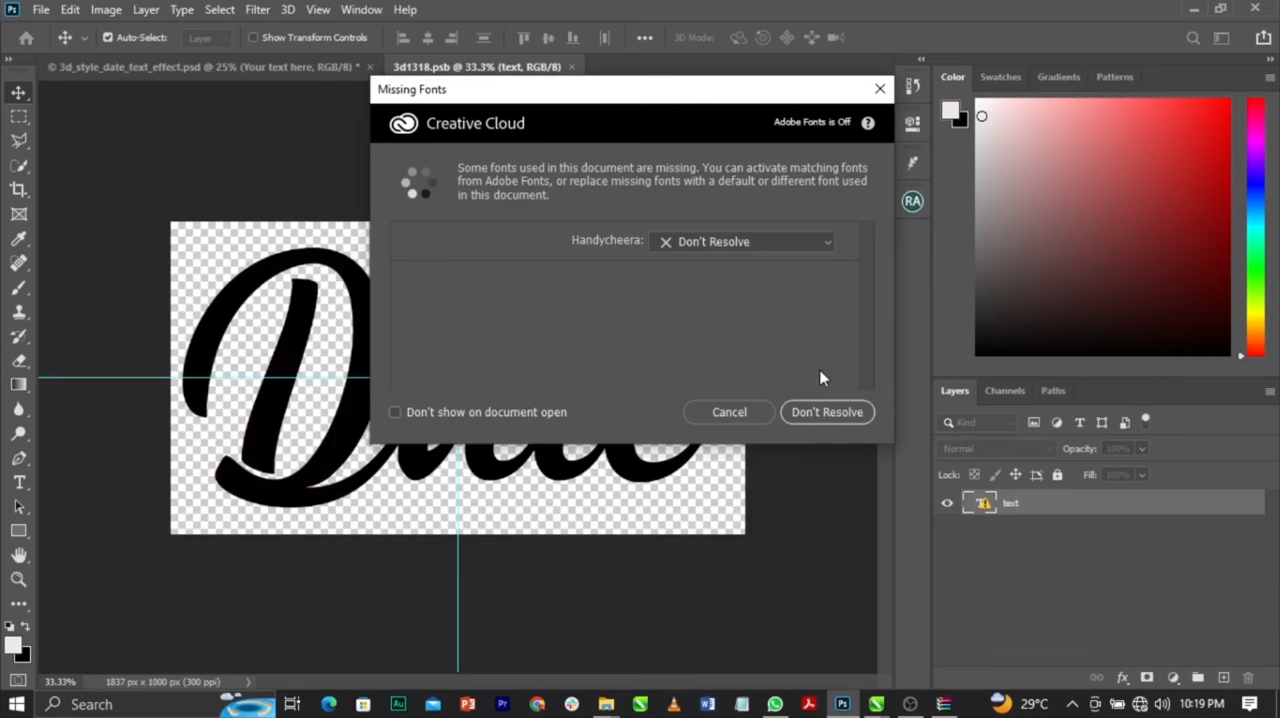 Ps File Edit Image Layer Type Select Filter 3D View Window Help
Auto-Select: Layer Show Transform Controls 3D Mode:
© 3d_style_date_text_effect.psd @ 25% (Your text here, RGB/8) * × 3d1318.psb @ 33.3% (text, RGB/8) ×
Missing Fonts
Creative Cloud
Adobe Fonts is Off
Some fonts used in this document are missing. You can activate matching fonts
from Adobe Fonts, or replace missing fonts with a default or different font used
in this document.
Handycheera: Don't Resolve
Don't show on document open
Cancel Don't Resolve
Color Swatches Gradients Patterns
RA
Layers Channels Paths
Kind
Normal Opacity: 100%
Lock: Fill: 100%
text
33.33% 1837 px x 1000 px (300 ppi)
Search Au Pr Ps 29°C 10:19 PM